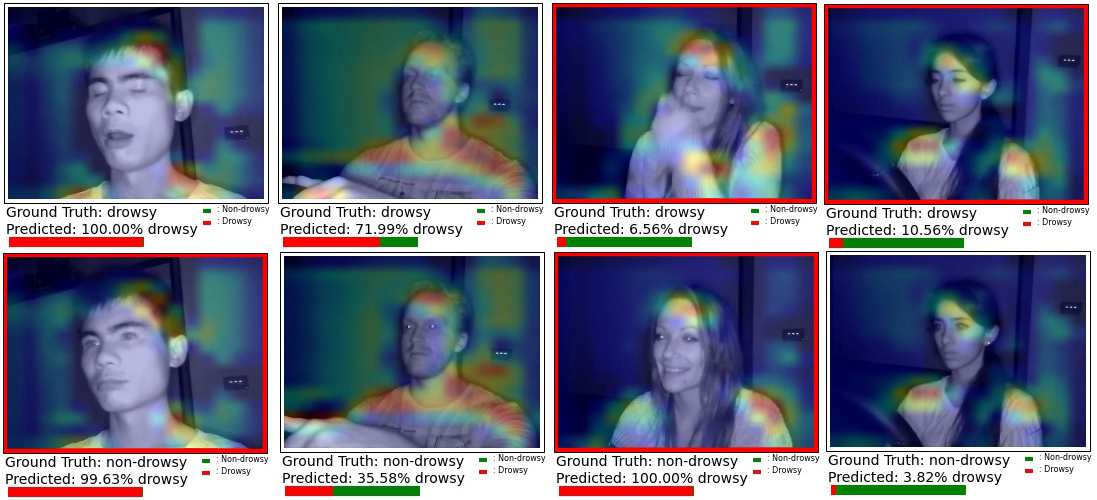 Ground Truth: drowsy
: Non-drowsy
: Drowsy
Predicted: 100.00% drowsy
Ground Truth: drowsy
: Non-drowsy
: Drowsy
Predicted: 71.99% drowsy
Ground Truth: drowsy
: Non-drowsy
: Drowsy
Predicted: 6.56% drowsy
Ground Truth: drowsy
: Non-drowsy
: Drowsy
Predicted: 10.56% drowsy
Ground Truth: non-drowsy
: Non-drowsy
: Drowsy
Predicted: 99.63% drowsy
Ground Truth: non-drowsy
: Non-drowsy
: Drowsy
Predicted: 35.58% drowsy
Ground Truth: non-drowsy
: Non-drowsy
: Drowsy
Predicted: 100.00% drowsy
Ground Truth: non-drowsy
: Non-drowsy
: Drowsy
Predicted: 3.82% drowsy